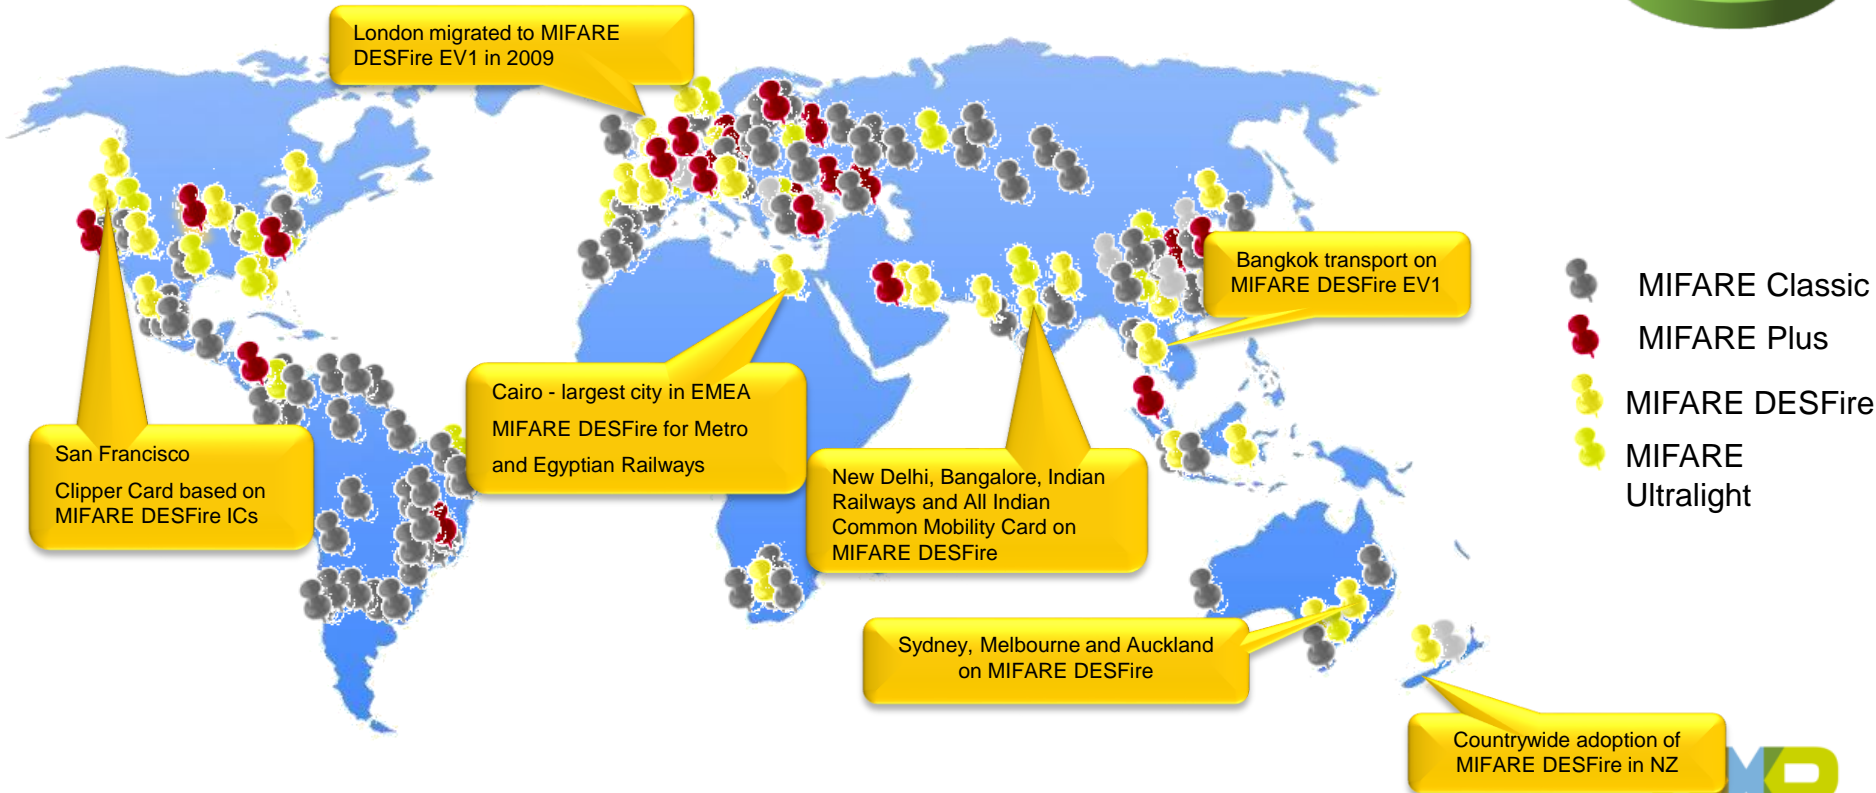 London migrated to MIFARE
DESFire EV1 in 2009
Bangkok transport on
MIFARE DESFire EV1
MIFARE Classic
MIFARE Plus
MIFARE DESFire
MIFARE
Ultralight
Cairo - largest city in EMEA
MIFARE DESFire for Metro
and Egyptian Railways
San Francisco
Clipper Card based on
MIFARE DESFire ICs
New Delhi, Bangalore, Indian
Railways and All Indian
Common Mobility Card on
MIFARE DESFire
Sydney, Melbourne and Auckland
on MIFARE DESFire
Countrywide adoption of
MIFARE DESFire in NZ